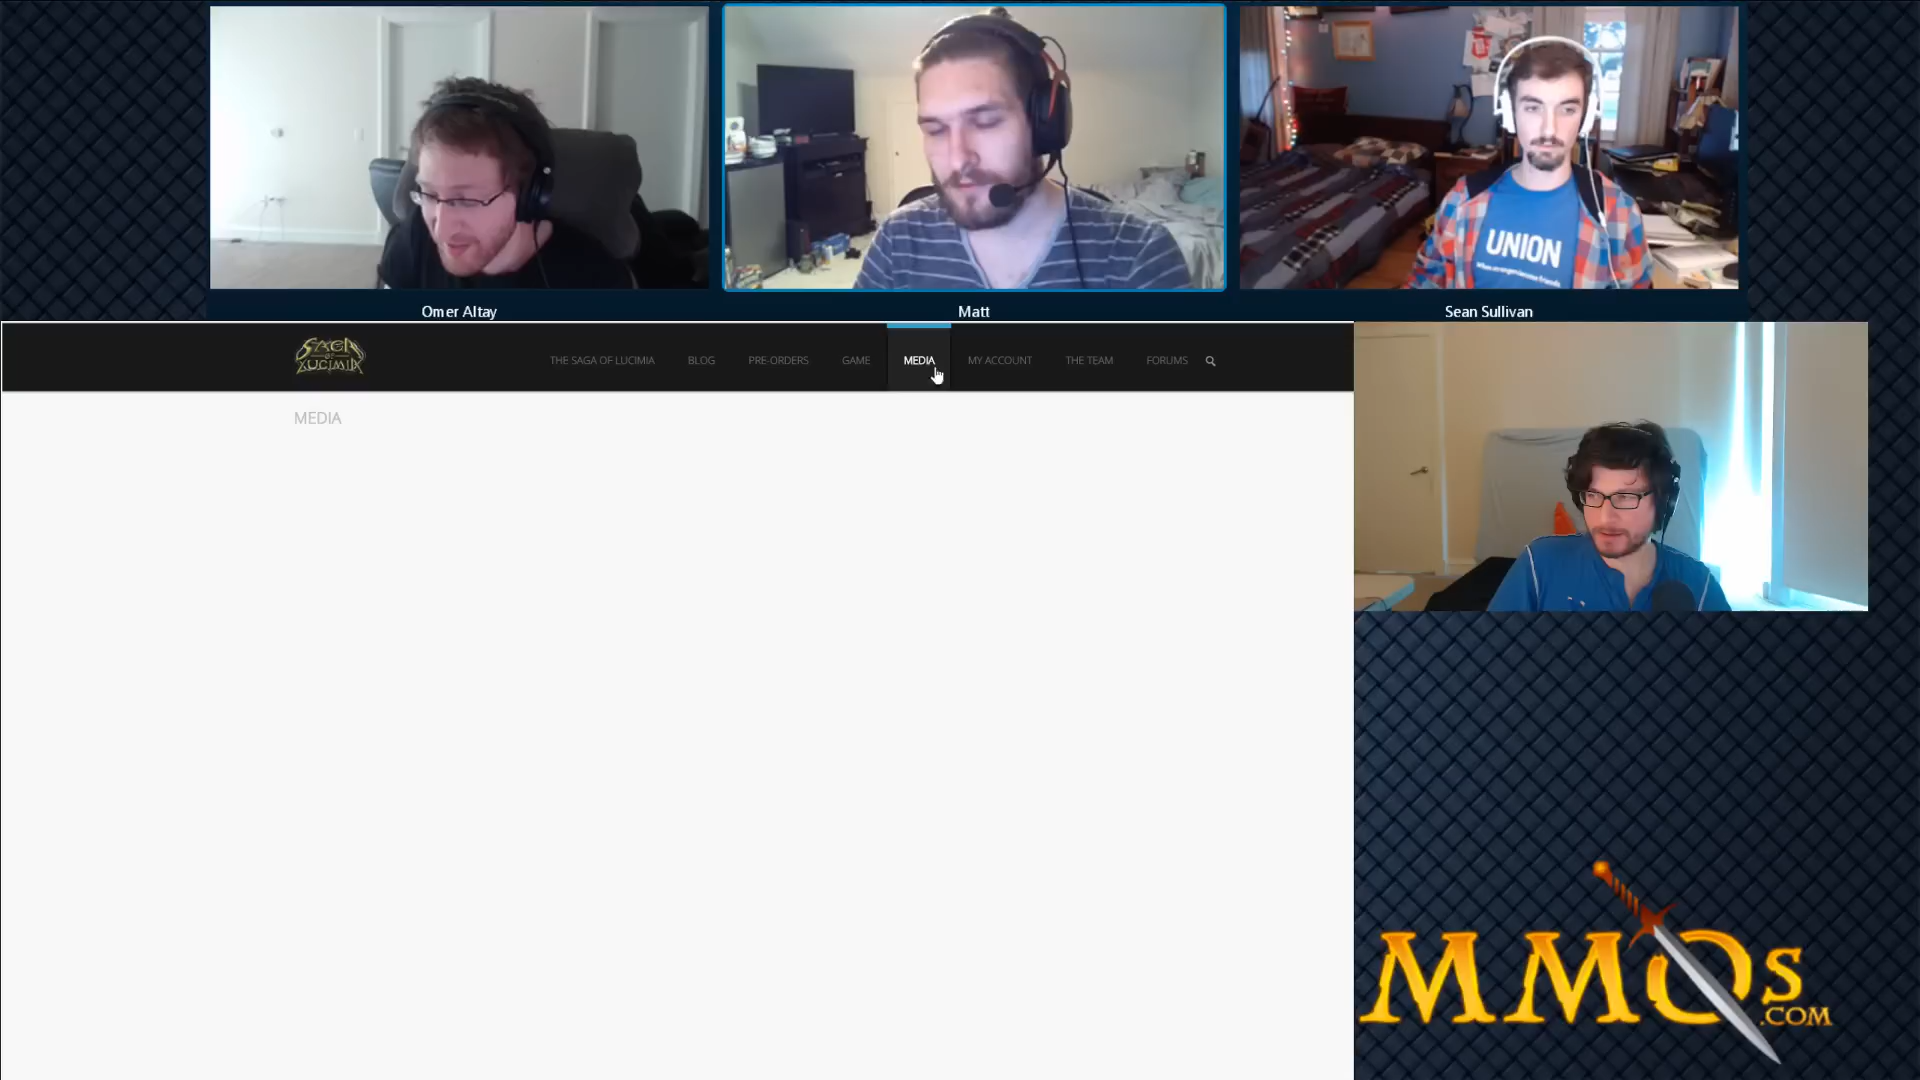 UNION
Omer Altay
Matt
Sean Sullivan
SAGA
OF
LUCIMIA
THE SAGA OF LUCIMIA BLOG PRE-ORDERS GAME MEDIA MY ACCOUNT THE TEAM FORUMS
MEDIA
MMOs
.COM